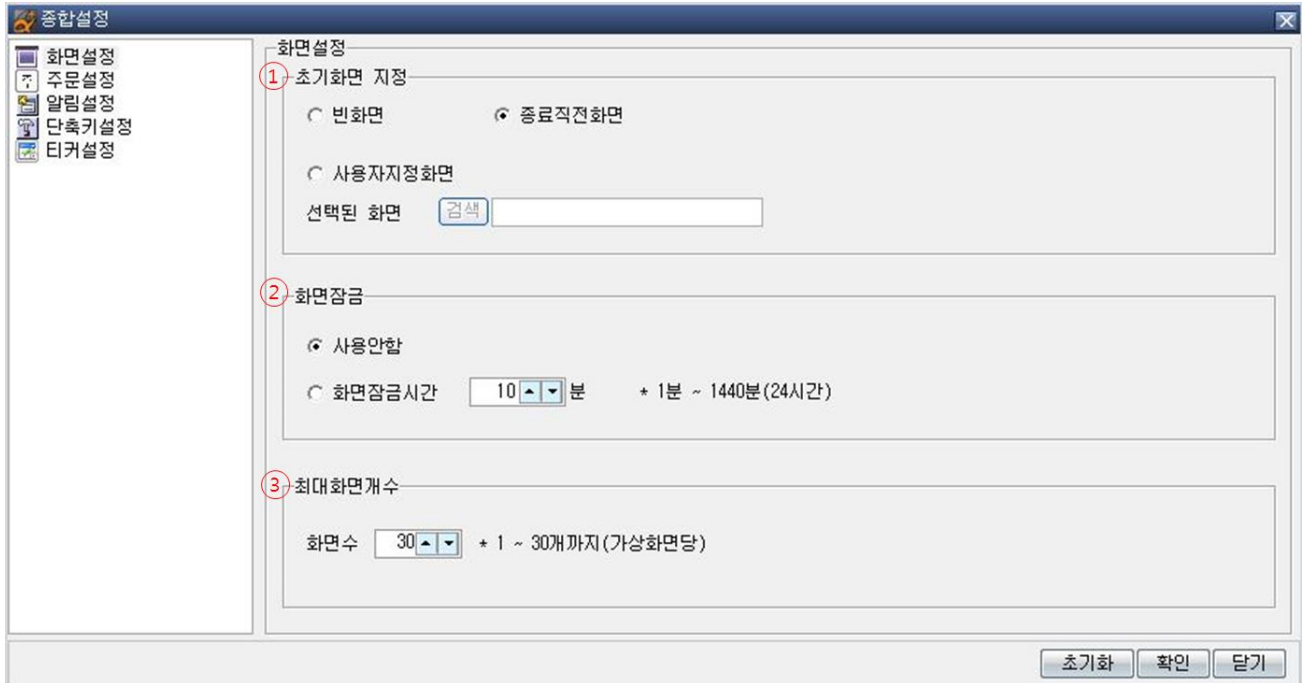 종합설정
화면설정
주문설정
알림설정
단축키설정
티커설정
화면설정
① 초기화면 지정
빈화면 종료직전화면
사용자지정화면
선택된 화면 검색
② 화면잠금
사용안함
화면잠금시간 10 분 * 1분 ~ 1440분(24시간)
③ 최대화면개수
화면수 30 * 1 ~ 30개까지(가상화면당)
초기화 확인 닫기